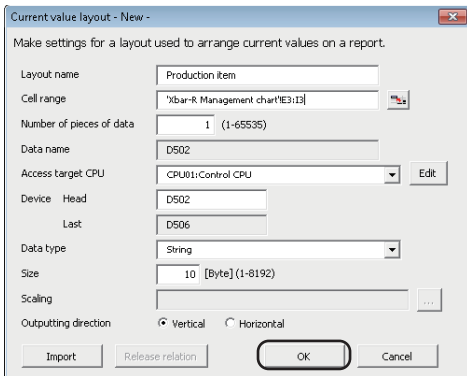 Current value layout - New -
Make settings for a layout used to arrange current values on a report.
Layout name Production item
Cell range 'Xbar-R Management chart'!E3:I3
Number of pieces of data 1 (1-65535)
Data name D502
Access target CPU CPU01:Control CPU Edit
Device Head D502
Last D506
Data type String
Size 10 [Byte] (1-8192)
Scaling ...
Outputting direction Vertical Horizontal
Import Release relation OK Cancel